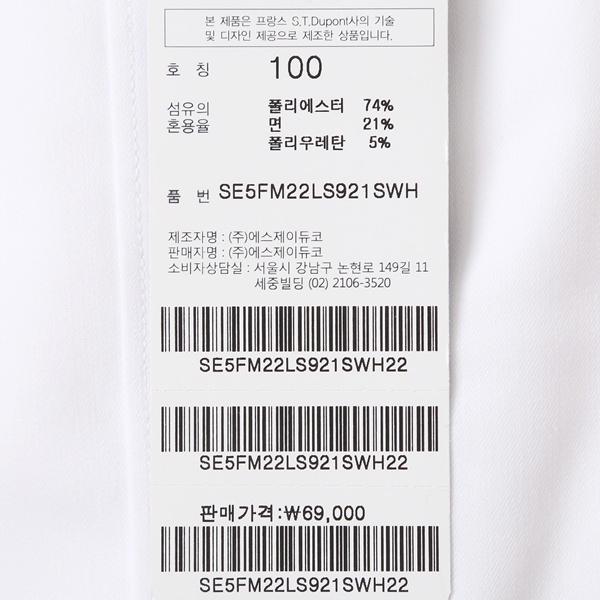 본 제품은 프랑스 S.T.Dupont사의 기술
및 디자인 제공으로 제조한 상품입니다.
호 칭 100
섬유의 혼용율 폴리에스터 74%
면 21%
폴리우레탄 5%
품 번 SE5FM22LS921SWH
제조자명 : (주)에스제이듀코
판매자명 : (주)에스제이듀코
소비자상담실 : 서울시 강남구 논현로 149길 11
세중빌딩 (02) 2106-3520
SE5FM22LS921SWH22
SE5FM22LS921SWH22
판매가격:₩69,000
SE5FM22LS921SWH22